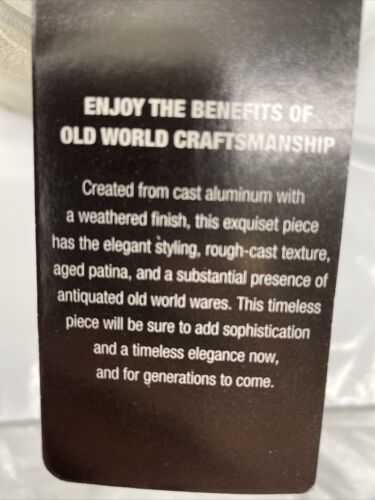 ENJOY THE BENEFITS OF
OLD WORLD CRAFTSMANSHIP
Created from cast aluminum with
a weathered finish, this exquiset piece
has the elegant styling, rough-cast texture,
aged patina, and a substantial presence of
antiquated old world wares. This timeless
piece will be sure to add sophistication
and a timeless elegance now,
and for generations to come.